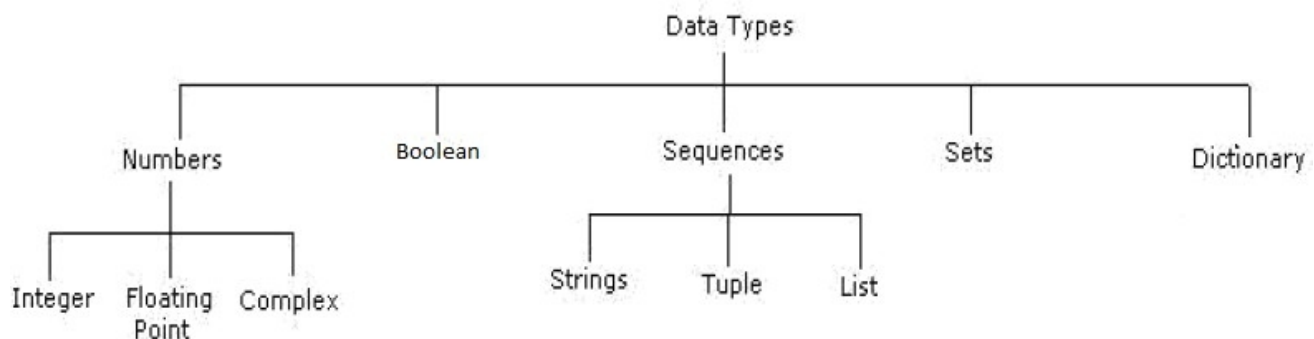 Data Types
Numbers
Boolean
Sequences
Sets
Dictionary
Integer
Floating
Point
Complex
Strings
Tuple
List